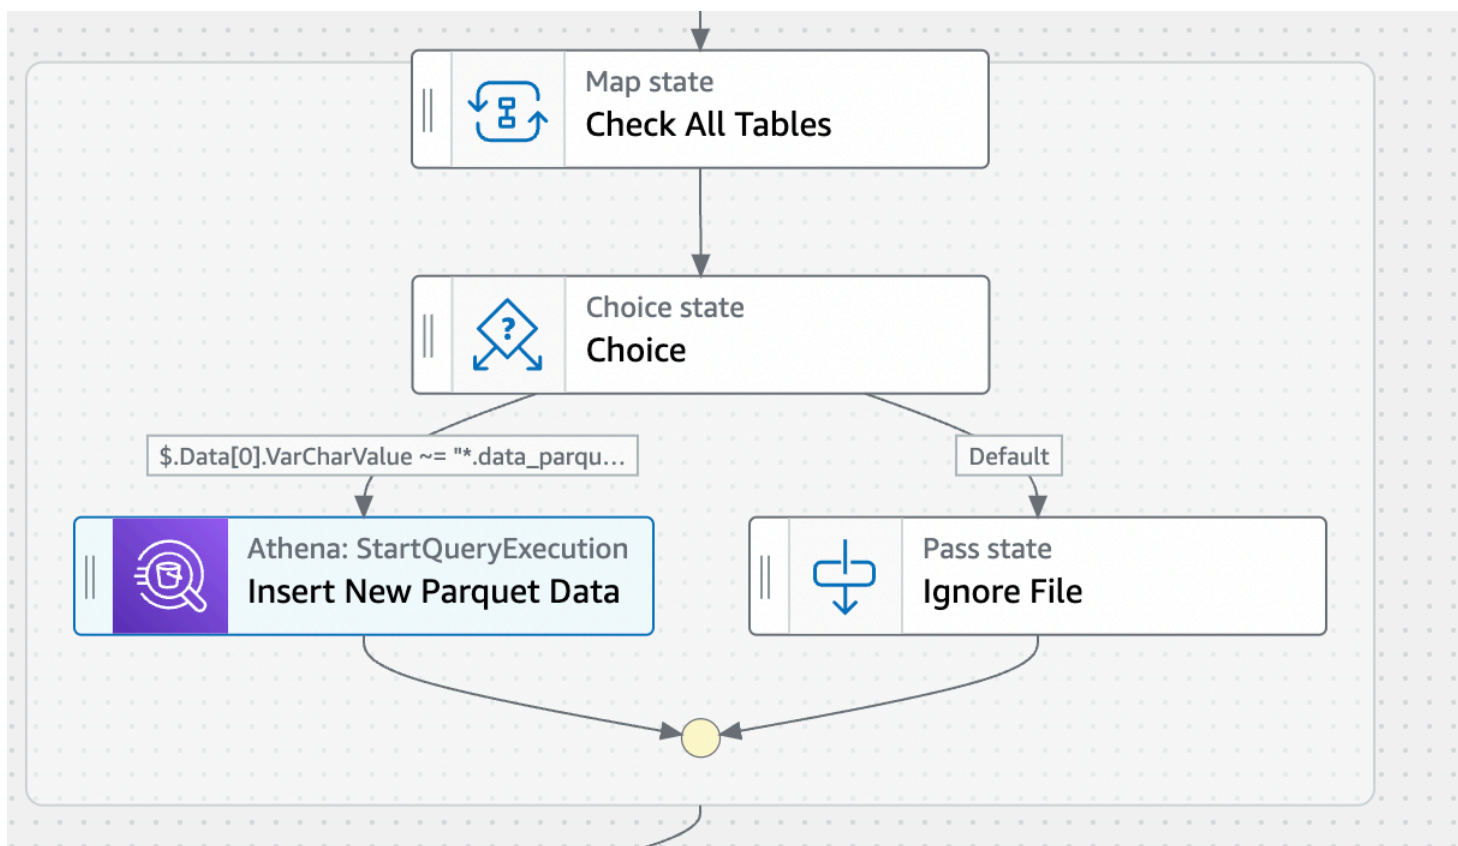 Map state
Check All Tables
Choice state
Choice
$.Data[0].VarCharValue ~= "*.data_parqu...
Default
Athena: StartQueryExecution
Insert New Parquet Data
Pass state
Ignore File